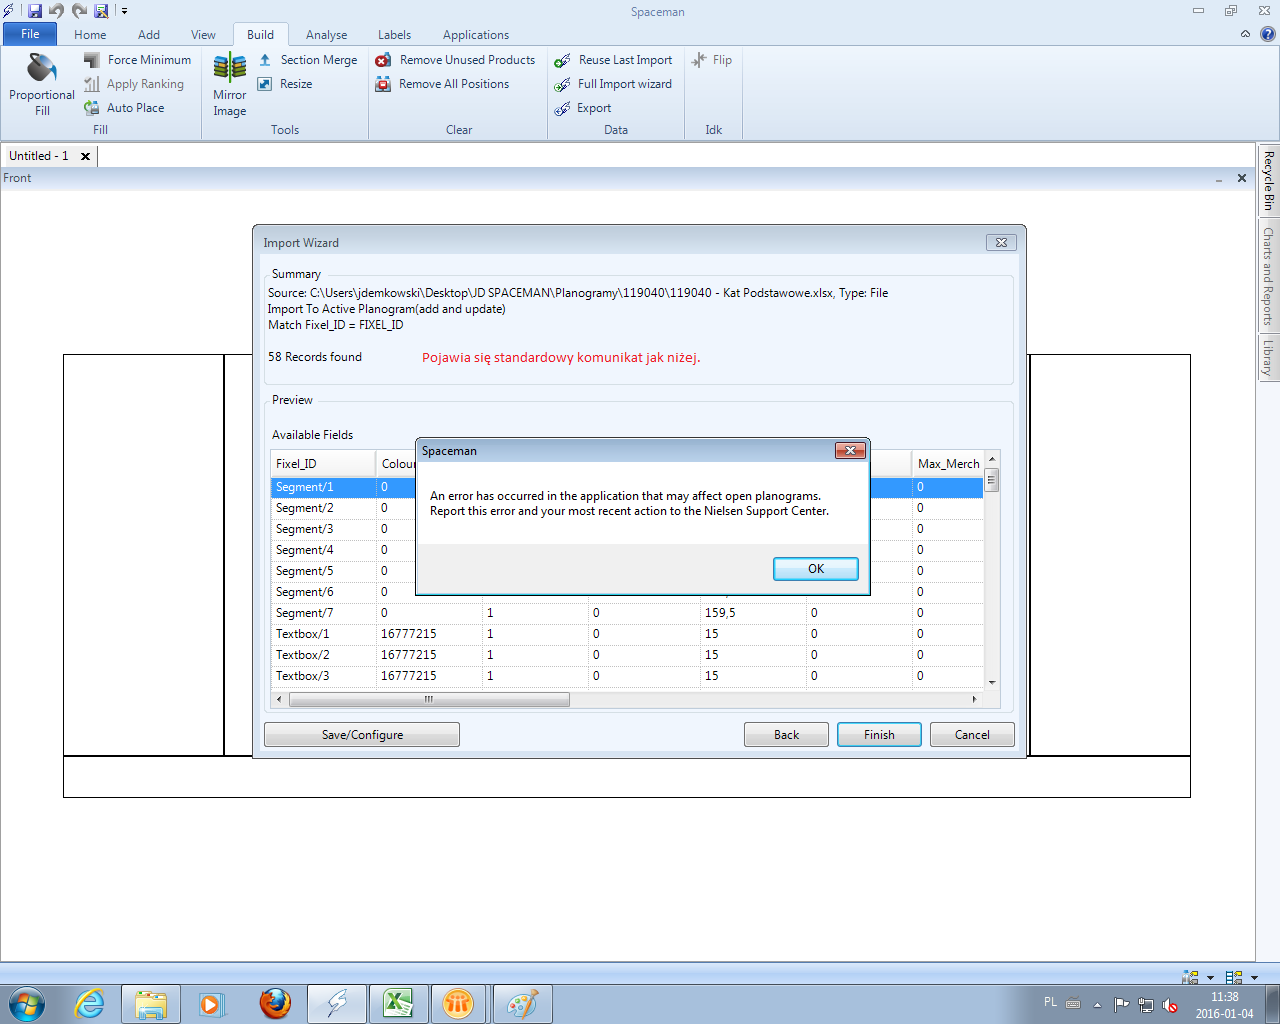 Spaceman
File Home Add View Build Analyse Labels Applications
Proportional Fill
Force Minimum
Apply Ranking
Auto Place
Fill
Mirror Image
Section Merge
Resize
Tools
Remove Unused Products
Remove All Positions
Clear
Reuse Last Import
Full Import wizard
Export
Data
Flip
Idk
Untitled - 1
Front
Recycle Bin
Charts and Reports
Library
Import Wizard
Summary
Source: C:\Users\jdemkowski\Desktop\JD SPACEMAN\Planogramy\119040\119040 - Kat Podstawowe.xlsx, Type: File
Import To Active Planogram(add and update)
Match Fixel_ID = FIXEL_ID
58 Records found Pojawia się standardowy komunikat jak niżej.
Preview
Available Fields
Fixel_ID Colou Max_Merch
Segment/1 0 0
Segment/2 0 0
Segment/3 0 0
Segment/4 0 0
Segment/5 0 0
Segment/6 0 0
Segment/7 0 1 0 159,5 0 0
Textbox/1 16777215 1 0 15 0 0
Textbox/2 16777215 1 0 15 0 0
Textbox/3 16777215 1 0 15 0 0
Spaceman
An error has occurred in the application that may affect open planograms.
Report this error and your most recent action to the Nielsen Support Center.
OK
Save/Configure Back Finish Cancel
PL 11:38
2016-01-04